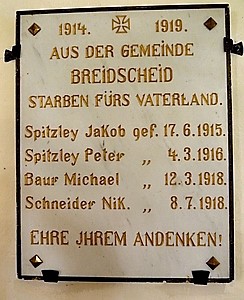 1914. 1919.
AUS DER GEMEINDE
BREIDSCHEID
STARBEN FÜRS VATERLAND.
Spitzley Jakob gef. 17.6.1915.
Spitzley Peter „ 4.3.1916.
Baur Michael „ 12.3.1918.
Schneider Nik. „ 8.7.1918.
EHRE JHREM ANDENKEN!